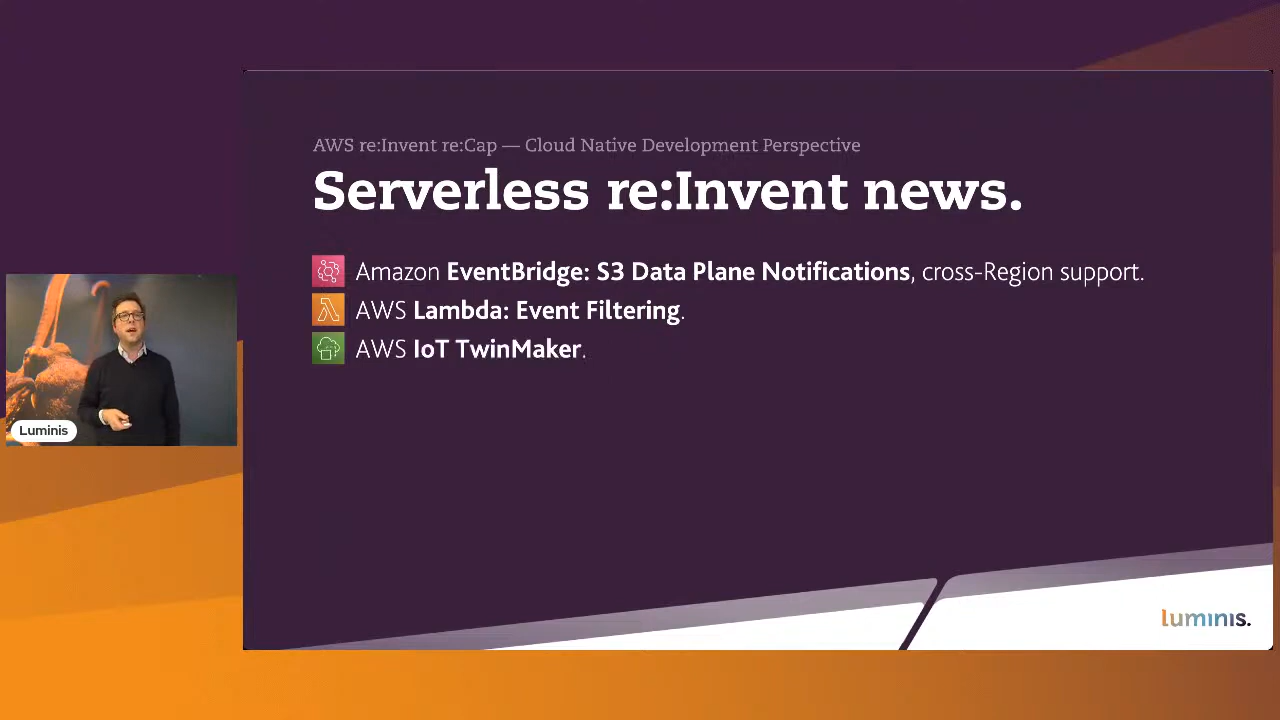 AWS re:Invent re:Cap — Cloud Native Development Perspective
Serverless re:Invent news.
Amazon EventBridge: S3 Data Plane Notifications, cross-Region support.
AWS Lambda: Event Filtering.
AWS IoT TwinMaker.
Luminis
luminis.